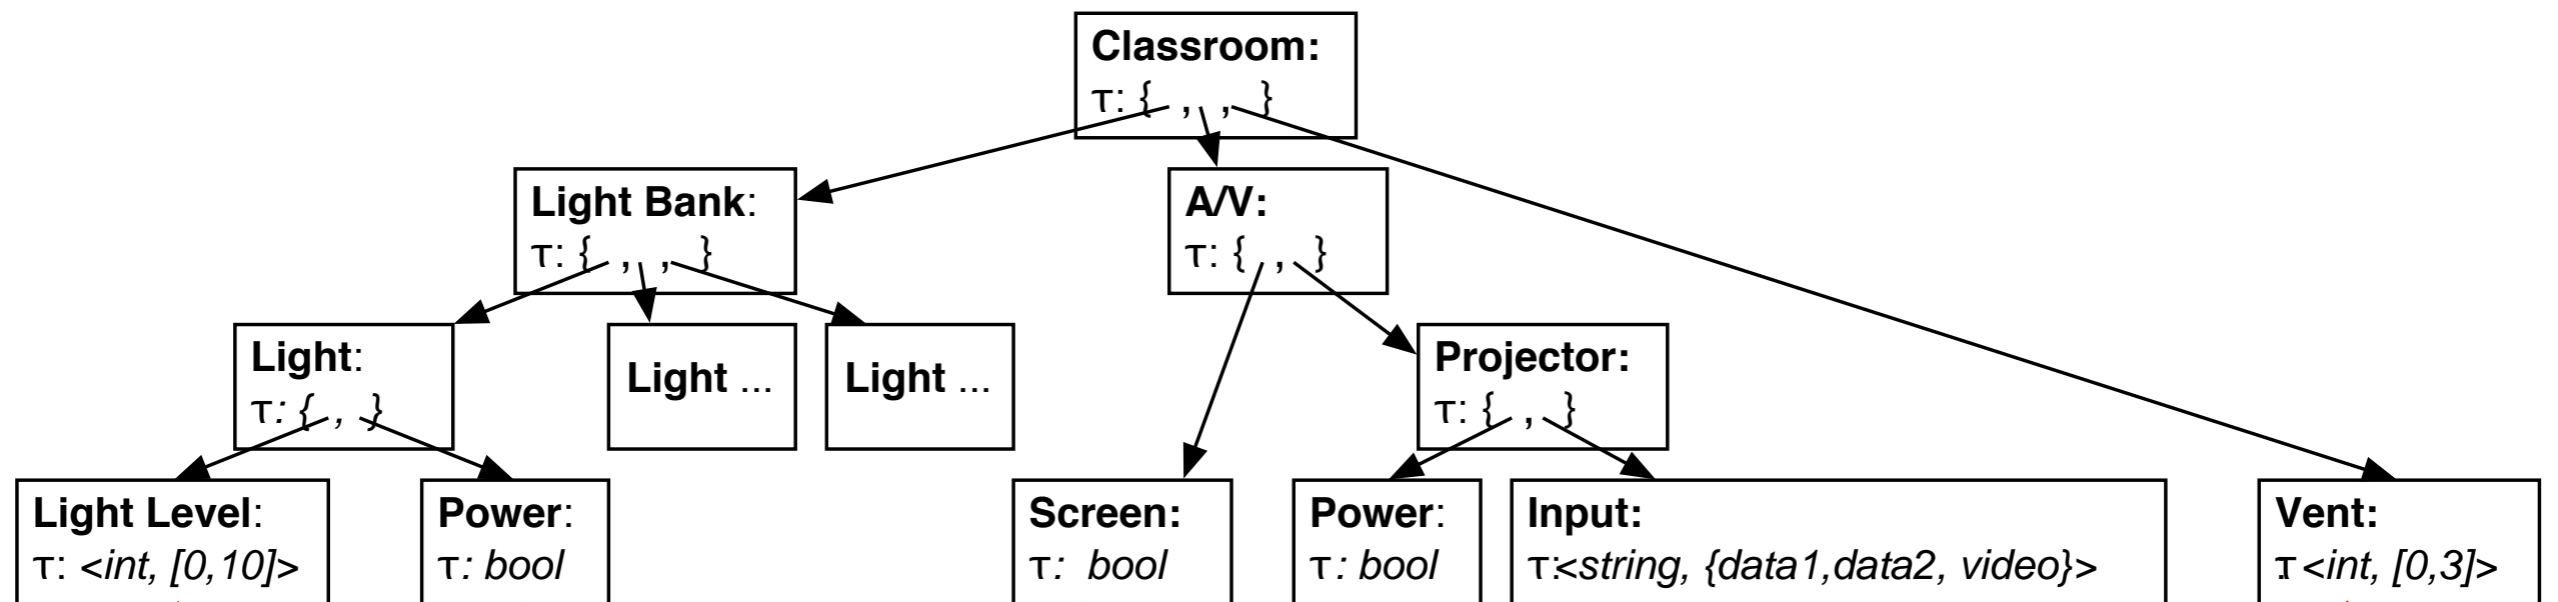 Classroom:
τ: { , , }
Light Bank:
τ: { , , }
A/V:
τ: { , }
Light:
τ: { , }
Light ...
Light ...
Projector:
τ: { , }
Light Level:
τ: <int, [0,10]>
Power:
τ: bool
Screen:
τ: bool
Power:
τ: bool
Input:
τ:<string, {data1,data2, video}>
Vent:
τ <int, [0,3]>